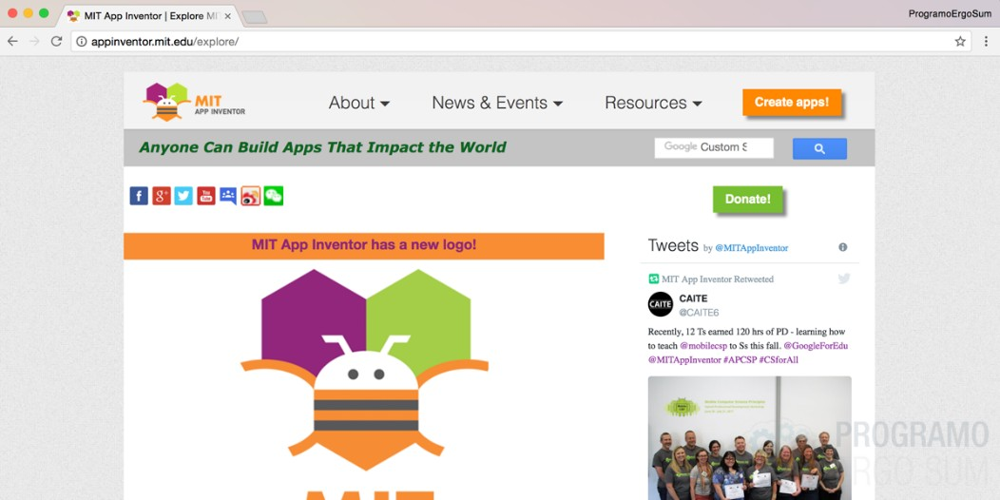 MIT App Inventor | Explore MI
ProgramoErgoSum
appinventor.mit.edu/explore/
MIT
APP INVENTOR
About
News & Events
Resources
Create apps!
Anyone Can Build Apps That Impact the World
Google Custom S
Donate!
MIT App Inventor has a new logo!
Tweets by @MITAppInventor
MIT App Inventor Retweeted
CAITE
CAITE
@CAITE6
Recently, 12 Ts earned 120 hrs of PD - learning how
to teach @mobilecsp to Ss this fall. @GoogleForEdu
@MITAppInventor #APCSP #CSforAll
PROGRAMO
ERGO SUM
MIT